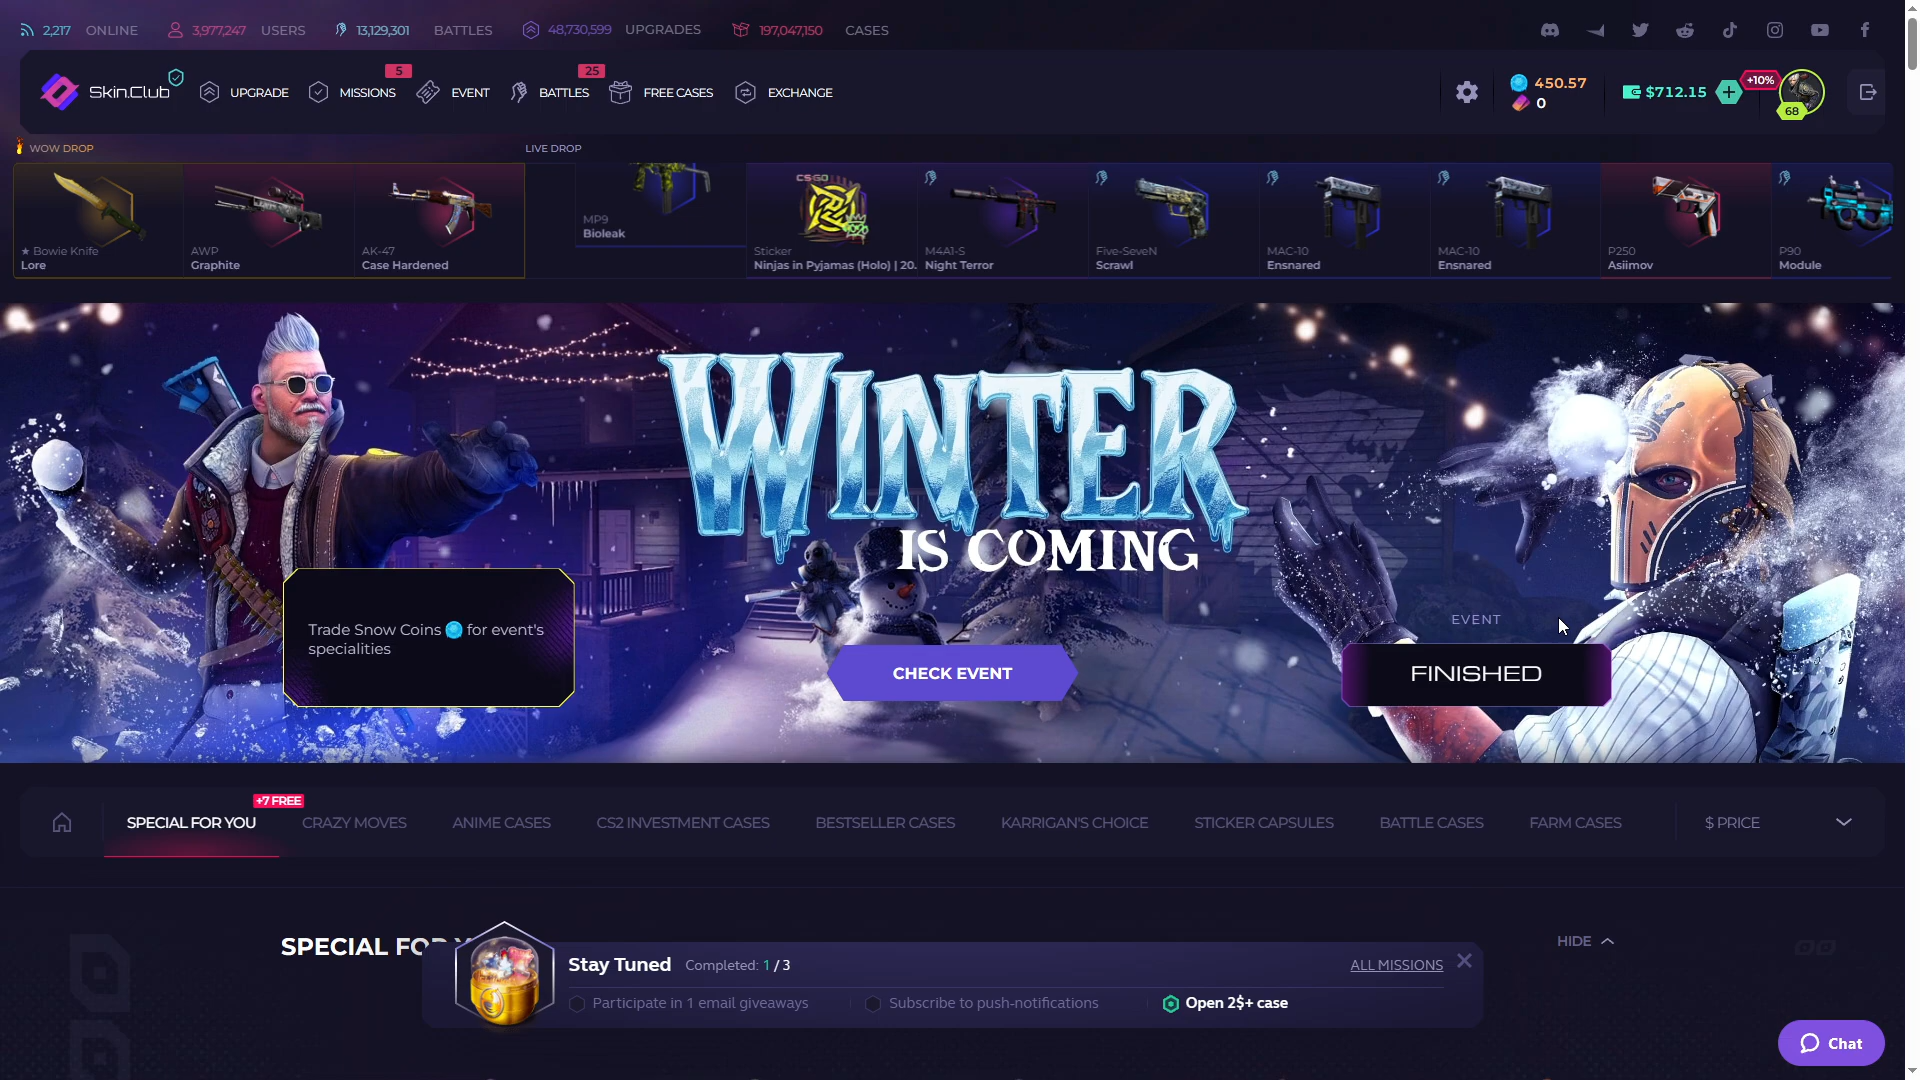 2,217 ONLINE 3,977,247 USERS 13,129,301 BATTLES 48,730,599 UPGRADES 197,047,150 CASES
Skin.Club UPGRADE 5 MISSIONS EVENT 25 BATTLES FREE CASES EXCHANGE
450.57
0
$712.15
+10%
68
WOW DROP
LIVE DROP
★ Bowie Knife
Lore
AWP
Graphite
AK-47
Case Hardened
MP9
Bioleak
CS:GO
Sticker
Ninjas in Pyjamas (Holo) | 20.
M4A1-S
Night Terror
Five-SeveN
Scrawl
MAC-10
Ensnared
MAC-10
Ensnared
P250
Asiimov
P90
Module
WINTER
IS COMING
Trade Snow Coins for event's
specialities
CHECK EVENT
EVENT
FINISHED
+7 FREE
SPECIAL FOR YOU CRAZY MOVES ANIME CASES CS2 INVESTMENT CASES BESTSELLER CASES KARRIGAN'S CHOICE STICKER CAPSULES BATTLE CASES FARM CASES $ PRICE
SPECIAL FOR Y
HIDE
Stay Tuned Completed: 1 / 3 ALL MISSIONS
Participate in 1 email giveaways Subscribe to push-notifications Open 2$+ case
Chat